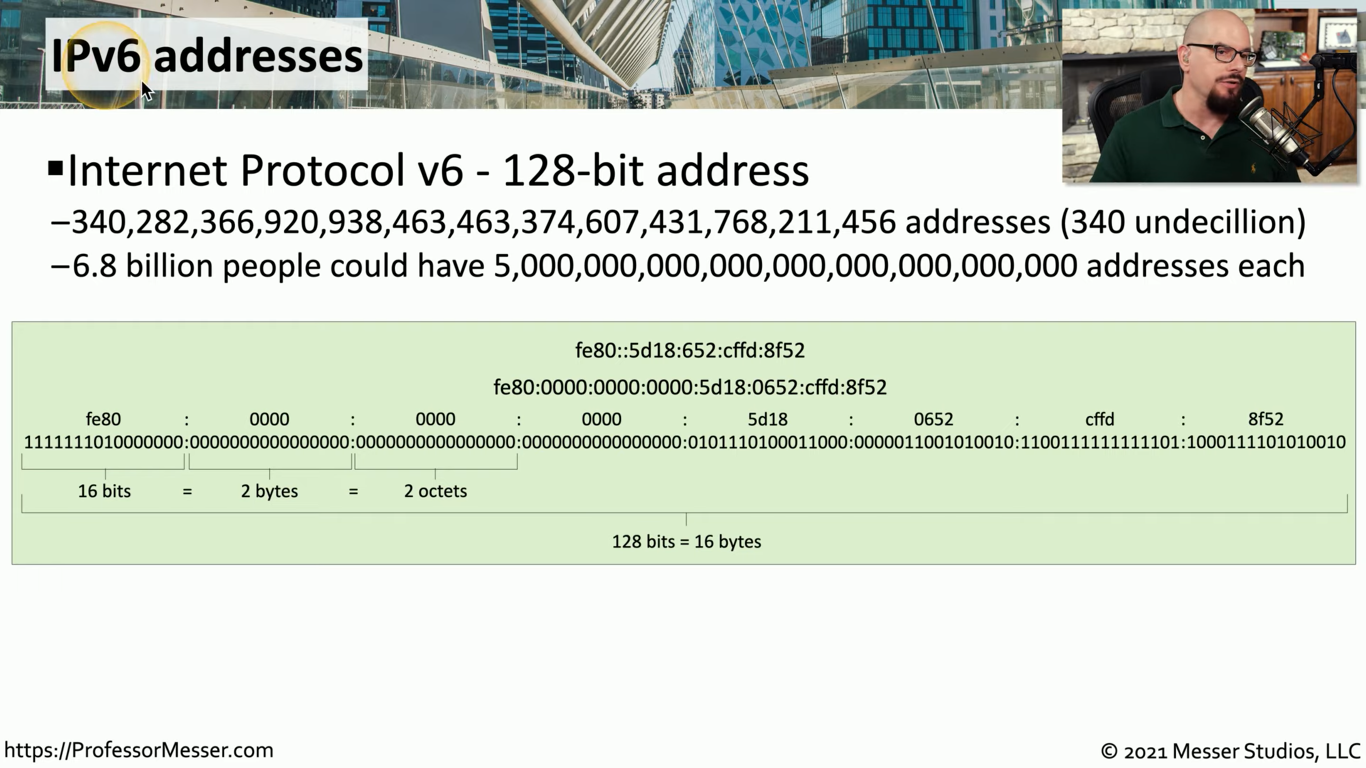 IPv6 addresses
▪Internet Protocol v6 - 128-bit address
–340,282,366,920,938,463,463,374,607,431,768,211,456 addresses (340 undecillion)
–6.8 billion people could have 5,000,000,000,000,000,000,000,000,000 addresses each
fe80::5d18:652:cffd:8f52
fe80:0000:0000:0000:5d18:0652:cffd:8f52
fe80 : 0000 : 0000 : 0000 : 5d18 : 0652 : cffd : 8f52
1111111010000000:0000000000000000:0000000000000000:0000000000000000:0101110100011000:0000011001010010:1100111111111101:1000111101010010
16 bits = 2 bytes = 2 octets
128 bits = 16 bytes
https://ProfessorMesser.com
© 2021 Messer Studios, LLC